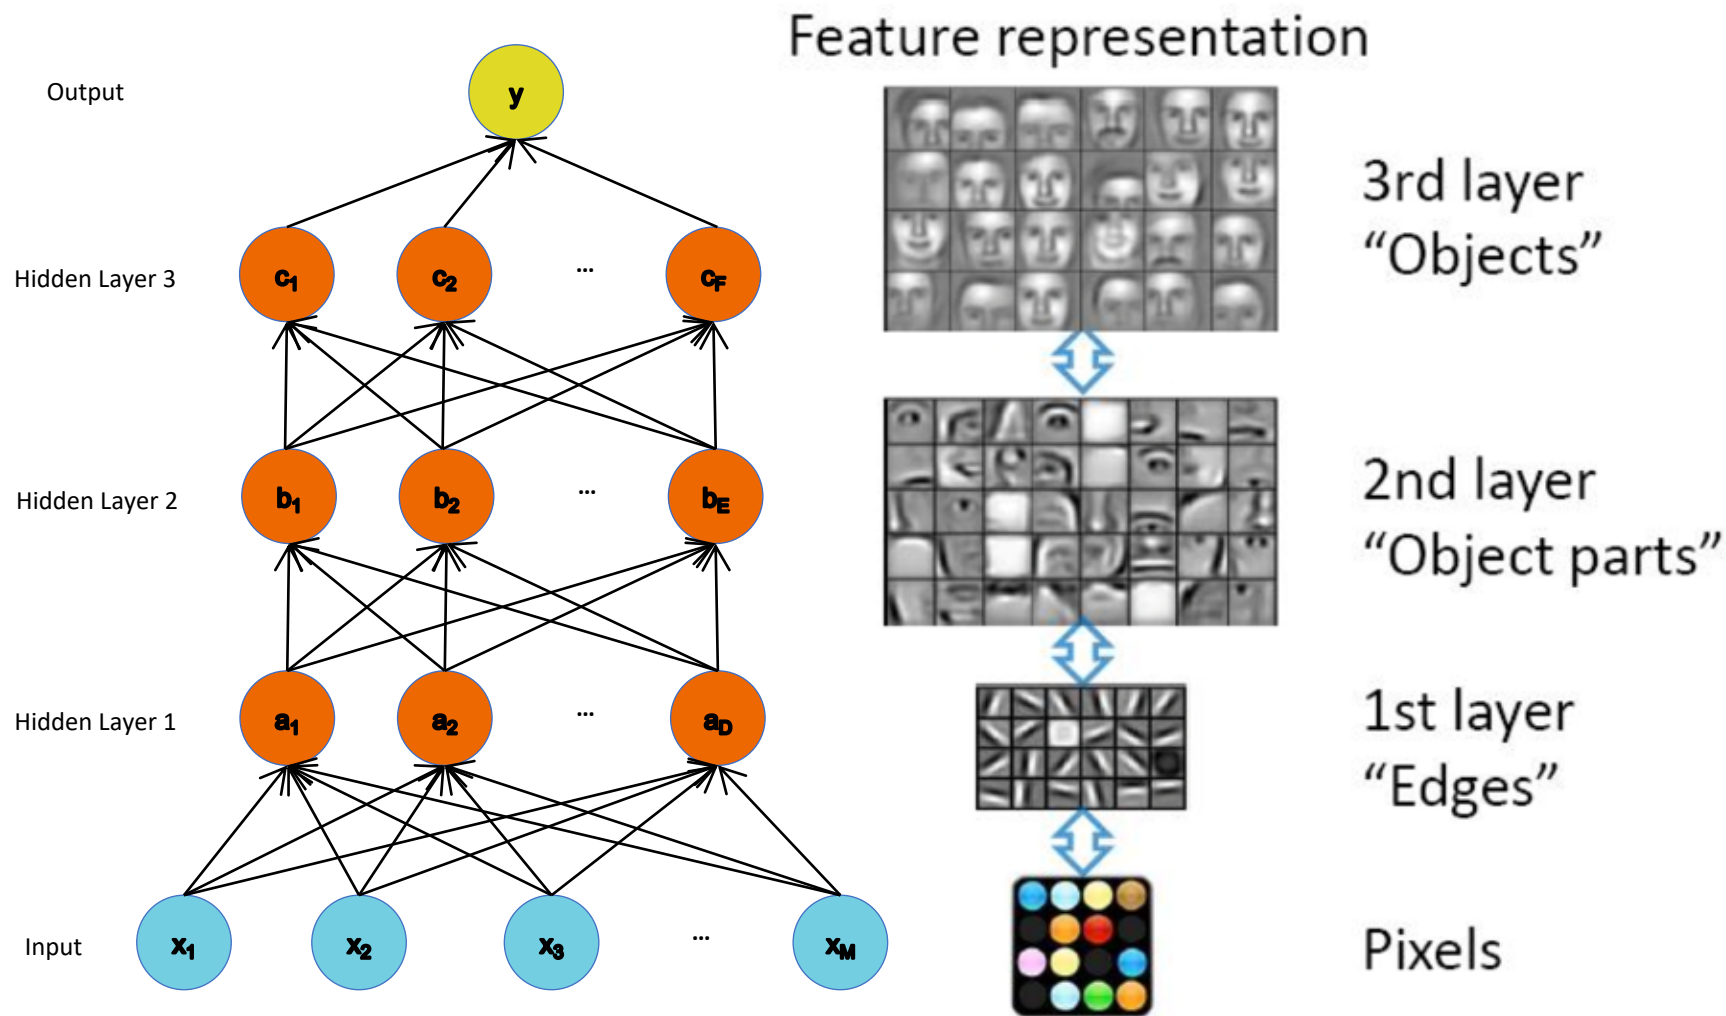 Feature representation
Output
y
3rd layer
“Objects”
Hidden Layer 3
c1
c2
...
cF
2nd layer
“Object parts”
Hidden Layer 2
b1
b2
...
bE
1st layer
“Edges”
Hidden Layer 1
a1
a2
...
aD
Input
x1
x2
x3
...
xM
Pixels